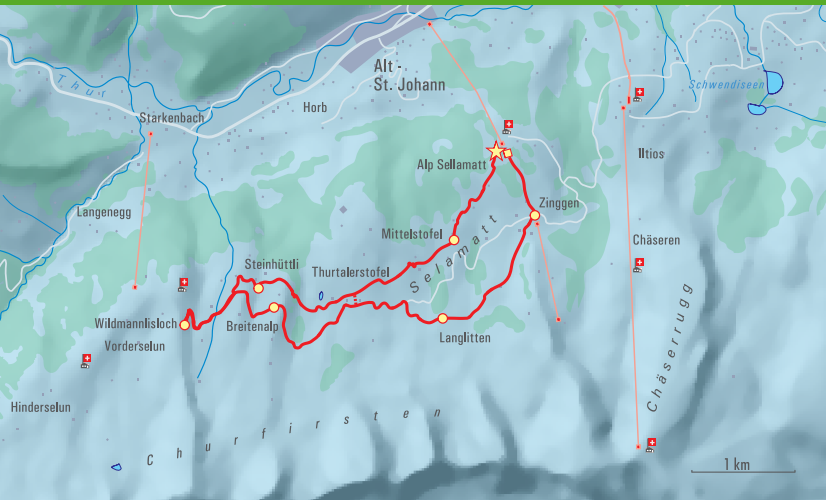 Alt -
St. Johann
Thur
Schwendiseen
Horb
Starkenbach
Iltios
Alp Sellamatt
Zinggen
Langenegg
Mittelstofel
Selamatt
Chäseren
Steinhüttli
Thurtalerstofel
Wildmannlisloch
Breitenalp
Vorderselun
Langlitten
Chäserrugg
Hinderselun
Churfirsten
1 km